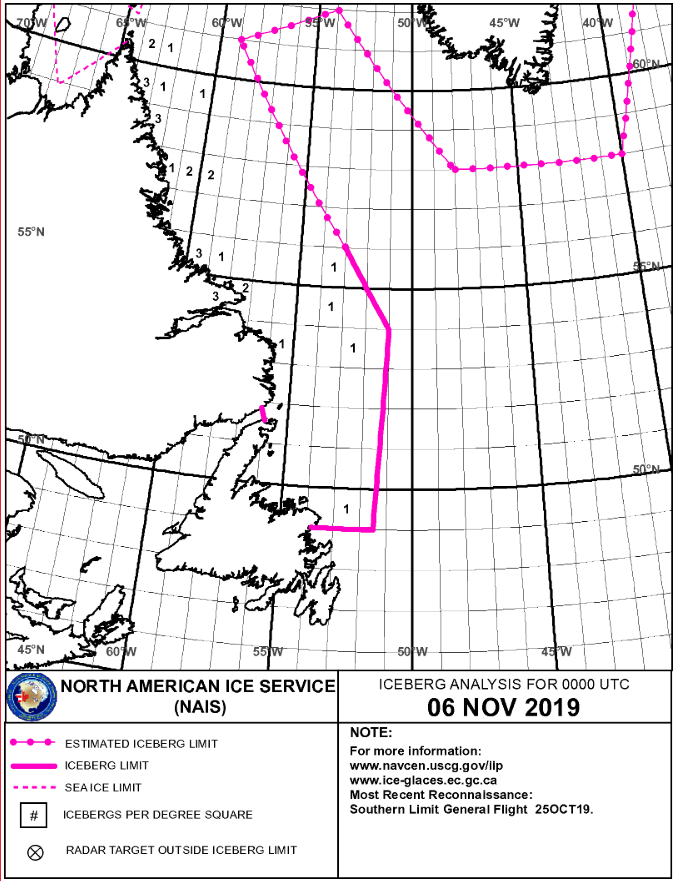 70°W 65°W 60°W 50°W 45°W 40°W
2 1
60°N
3 1 1
3
1 2 2
55°N
3 1 1
55°N
3 2 1
1 1
50°N
50°N
1
45°N 60°W 55°W 50°W 45°W
NORTH AMERICAN ICE SERVICE
(NAIS)
ICEBERG ANALYSIS FOR 0000 UTC
06 NOV 2019
ESTIMATED ICEBERG LIMIT
ICEBERG LIMIT
SEA ICE LIMIT
# ICEBERGS PER DEGREE SQUARE
RADAR TARGET OUTSIDE ICEBERG LIMIT
NOTE:
For more information:
www.navcen.uscg.gov/iip
www.ice-glaces.ec.gc.ca
Most Recent Reconnaissance:
Southern Limit General Flight 25OCT19.